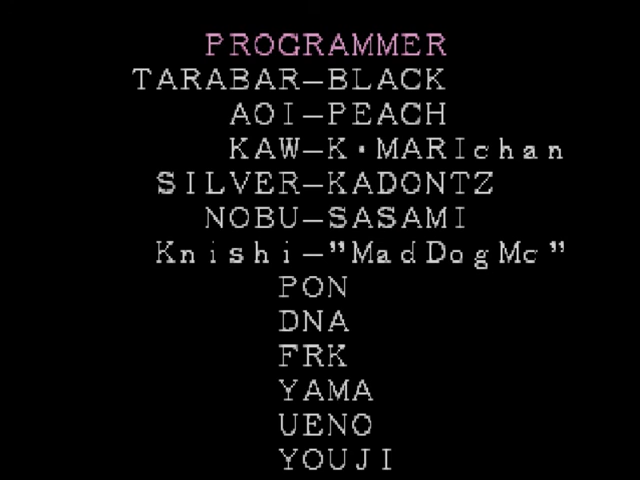 PROGRAMMER
TARABAR-BLACK
AOI-PEACH
KAW-K·MARIchan
SILVER-KADONTZ
NOBU-SASAMI
Knishi-"MadDogMc"
PON
DNA
FRK
YAMA
UENO
YOUJI